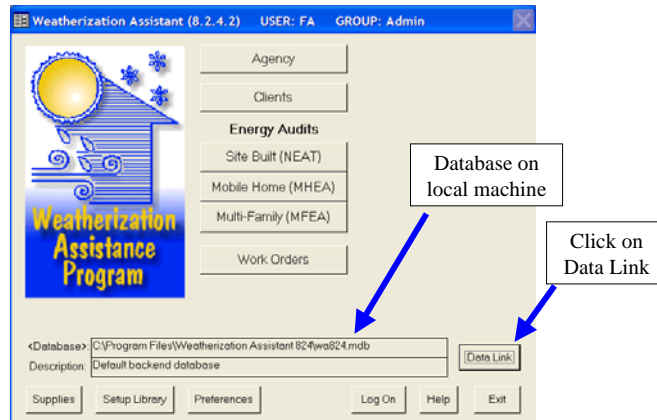 Weatherization Assistant (8.2.4.2) USER: FA GROUP: Admin
Agency
Clients
Energy Audits
Site Built (NEAT)
Mobile Home (MHEA)
Multi-Family (MFEA)
Work Orders
Weatherization
Assistance
Program
Database on
local machine
Click on
Data Link
<Database>: C:\Program Files\Weatherization Assistant 824\wa824.mdb
Data Link
Description: Default backend database
Supplies Setup Library Preferences Log On Help Exit